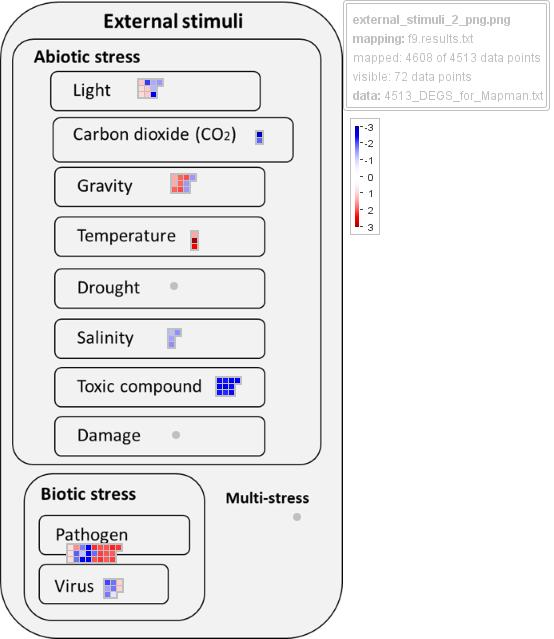 External stimuli
Abiotic stress
Light
Carbon dioxide (CO2)
Gravity
Temperature
Drought
Salinity
Toxic compound
Damage
Biotic stress
Pathogen
Virus
Multi-stress
external_stimuli_2_png.png
mapping: f9.results.txt
mapped: 4608 of 4513 data points
visible: 72 data points
data: 4513_DEGS_for_Mapman.txt
-3
-2
-1
0
1
2
3